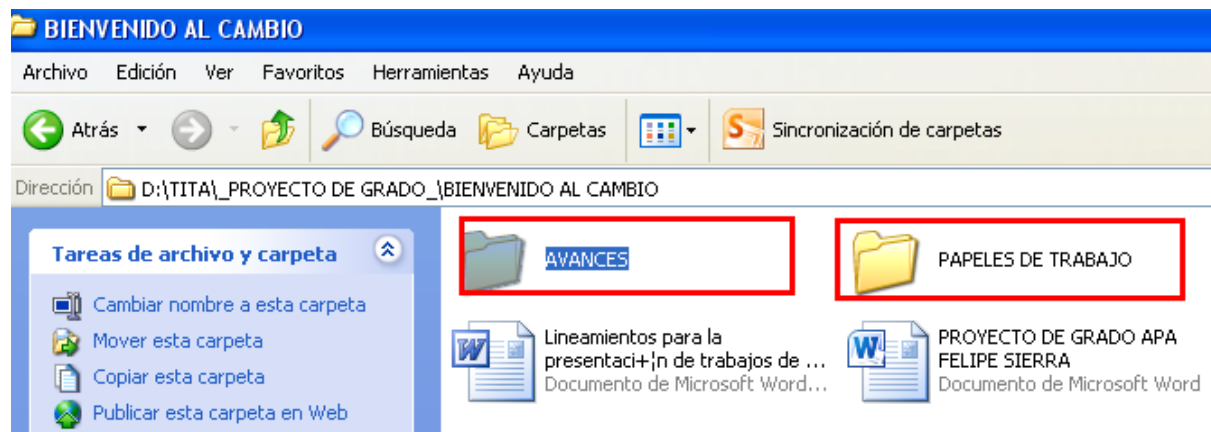 BIENVENIDO AL CAMBIO
Archivo Edición Ver Favoritos Herramientas Ayuda
Atrás Búsqueda Carpetas Sincronización de carpetas
Dirección D:\TITA\_PROYECTO DE GRADO_\BIENVENIDO AL CAMBIO
Tareas de archivo y carpeta
Cambiar nombre a esta carpeta
Mover esta carpeta
Copiar esta carpeta
Publicar esta carpeta en Web
AVANCES
PAPELES DE TRABAJO
Lineamientos para la
presentaci+¦n de trabajos de ...
Documento de Microsoft Word...
PROYECTO DE GRADO APA
FELIPE SIERRA
Documento de Microsoft Word